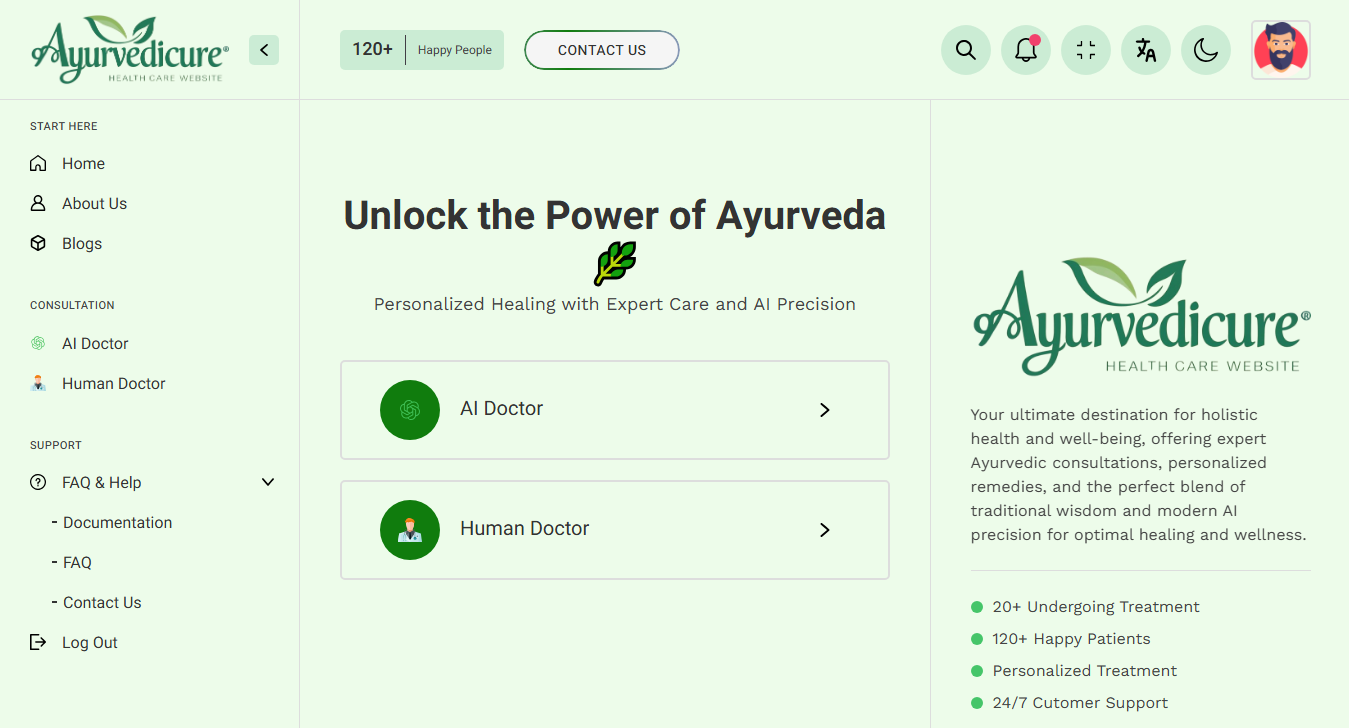 Ayurvedicure®
HEALTH CARE WEBSITE
120+ Happy People
CONTACT US
START HERE
Home
About Us
Blogs
CONSULTATION
AI Doctor
Human Doctor
SUPPORT
FAQ & Help
- Documentation
- FAQ
- Contact Us
Log Out
Unlock the Power of Ayurveda
Personalized Healing with Expert Care and AI Precision
AI Doctor
Human Doctor
Ayurvedicure®
HEALTH CARE WEBSITE
Your ultimate destination for holistic
health and well-being, offering expert
Ayurvedic consultations, personalized
remedies, and the perfect blend of
traditional wisdom and modern AI
precision for optimal healing and wellness.
20+ Undergoing Treatment
120+ Happy Patients
Personalized Treatment
24/7 Cutomer Support